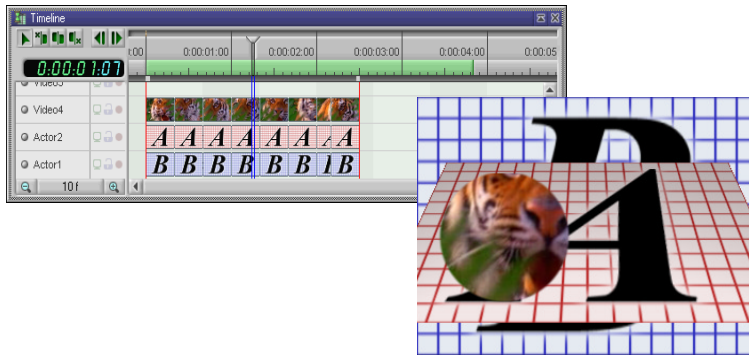 Timeline
:00 0:00:01:00 0:00:02:00 0:00:03:00 0:00:04:00 0:00:05
0:00:01:07
Video4
Actor2 A A A A A A A A
Actor1 B B B B B B B
10 f
B
A